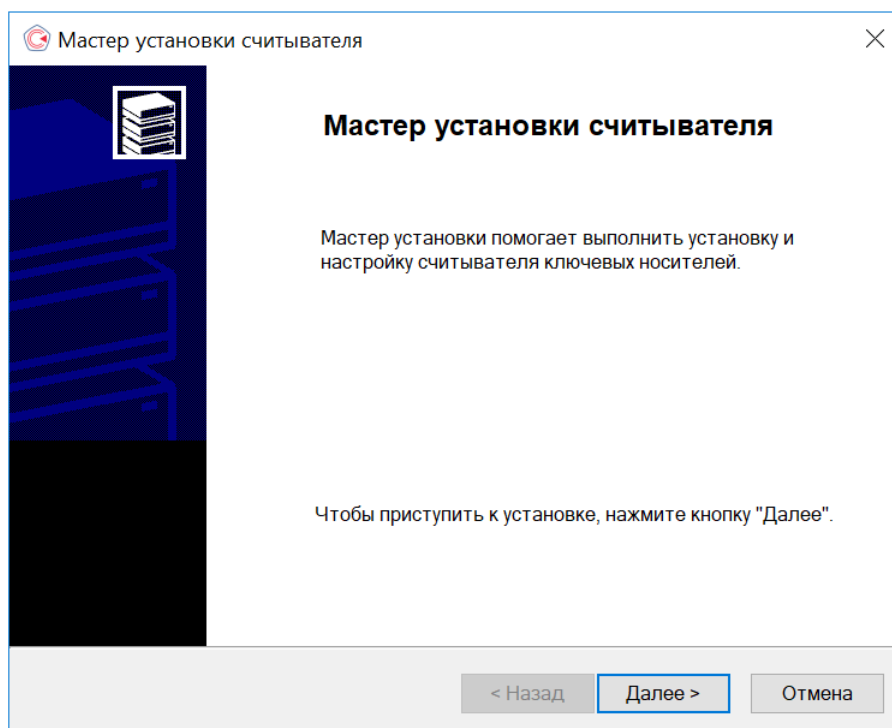 Мастер установки считывателя
Мастер установки считывателя
Мастер установки помогает выполнить установку и
настройку считывателя ключевых носителей.
Чтобы приступить к установке, нажмите кнопку "Далее".
< Назад
Далее >
Отмена